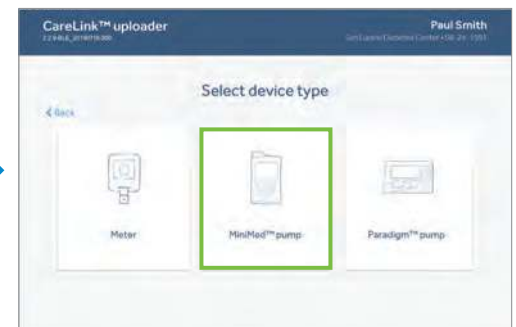 CareLink™ uploader
Paul Smith
Select device type
Back
Meter
MiniMed™ pump
Paradigm™ pump